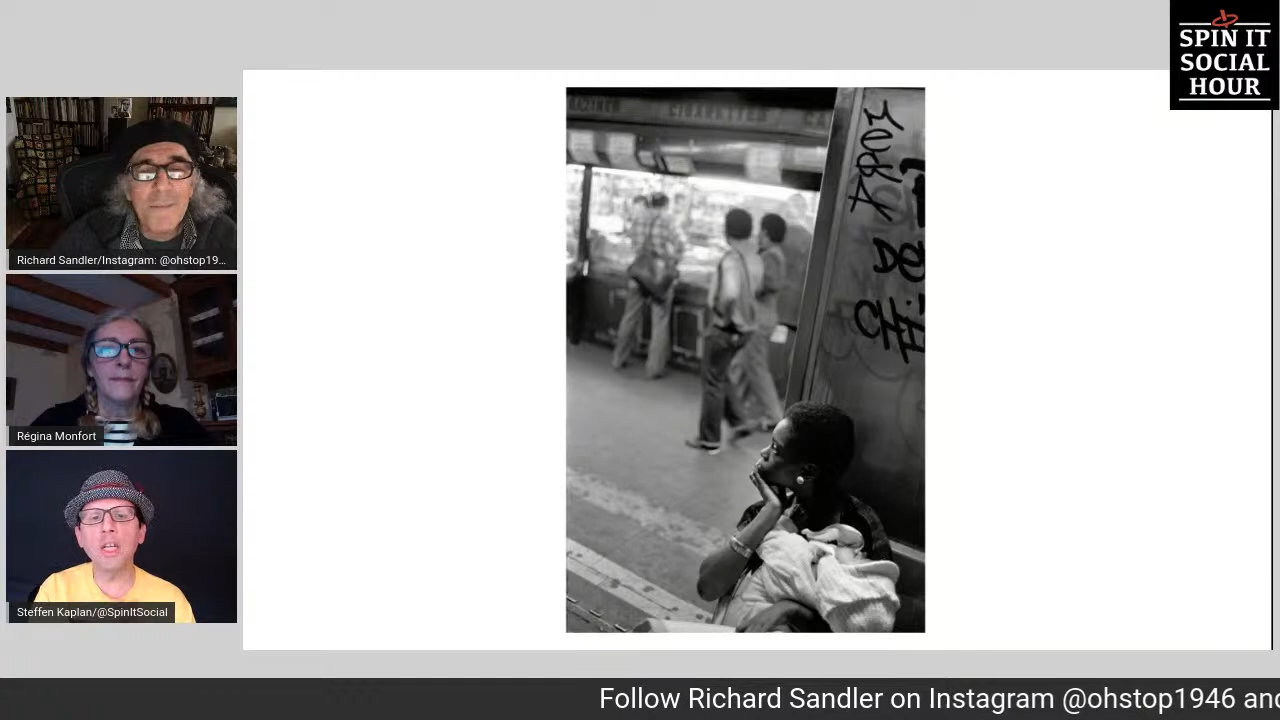 SPIN IT
SOCIAL
HOUR
Richard Sandler/Instagram: @ohstop19...
Régina Monfort
Steffen Kaplan/@SpinItSocial
CIGARETTES
Follow Richard Sandler on Instagram @ohstop1946 and